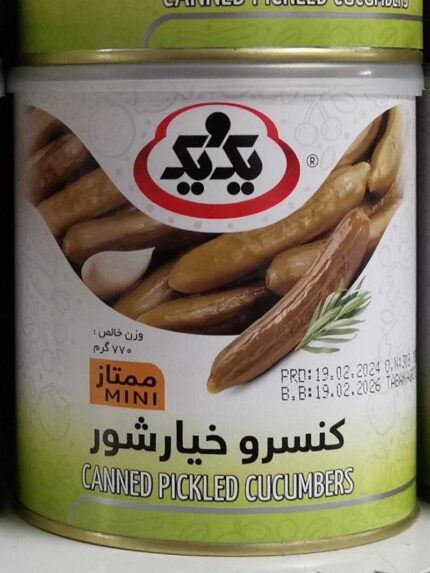 CANNED PICKLED CUCUMBERS
یک‌و‌یک
®
وزن خالص :
۷۷۰ گرم
ممتاز
MINI
PRD:19.02.2024 O.N:313
B.B:19.02.2026
کنسرو خیارشور
CANNED PICKLED CUCUMBERS